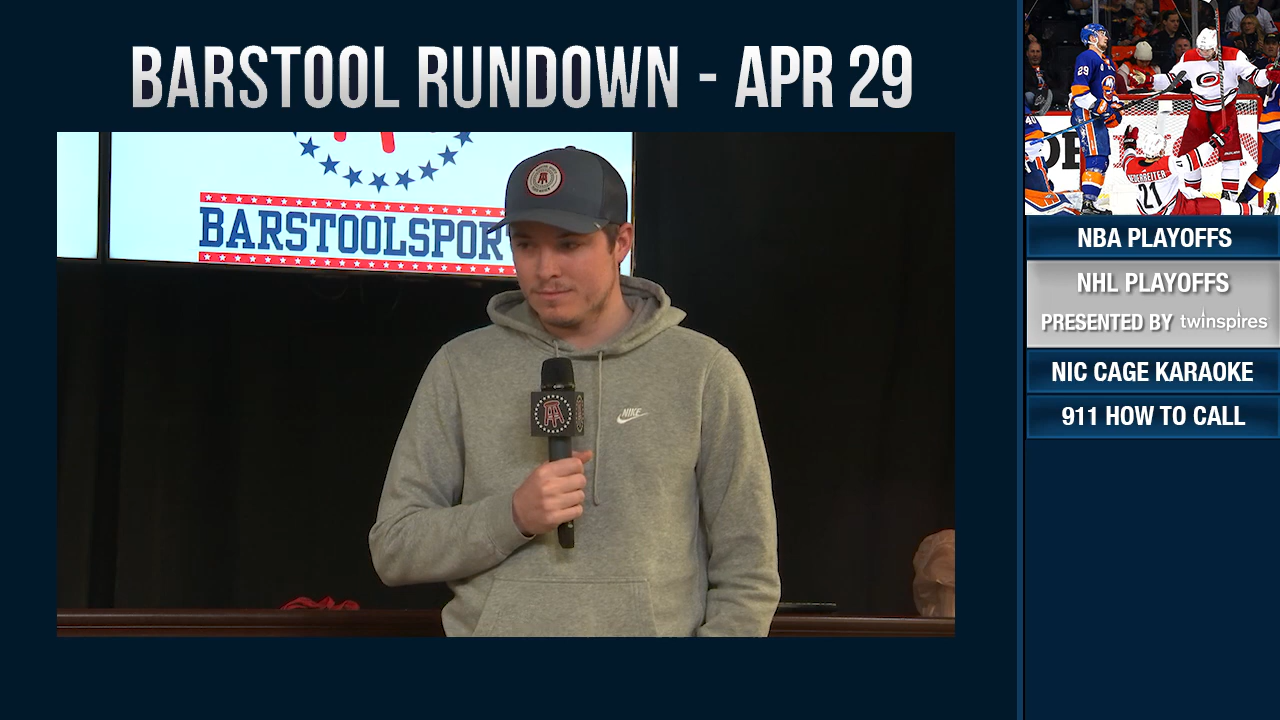 BARSTOOL RUNDOWN - APR 29
BARSTOOLSPOR
NIKE
29
21
NBA PLAYOFFS
NHL PLAYOFFS
PRESENTED BY twinspires
NIC CAGE KARAOKE
911 HOW TO CALL